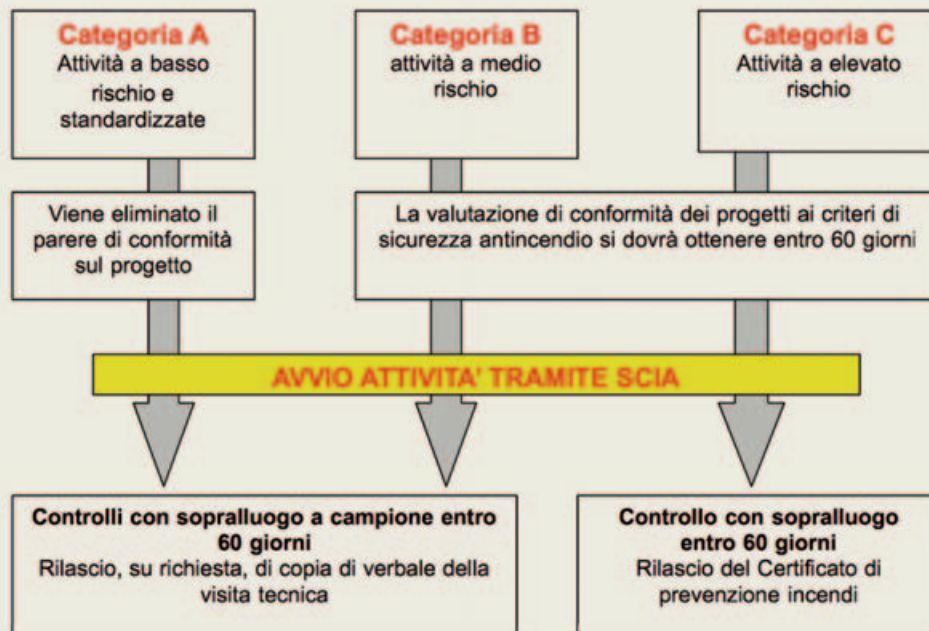 Categoria A
Attività a basso
rischio e
standardizzate
Categoria B
attività a medio
rischio
Categoria C
Attività a elevato
rischio
Viene eliminato il
parere di conformità
sul progetto
La valutazione di conformità dei progetti ai criteri di
sicurezza antincendio si dovrà ottenere entro 60 giorni
AVVIO ATTIVITA' TRAMITE SCIA
Controlli con sopralluogo a campione entro
60 giorni
Rilascio, su richiesta, di copia di verbale della
visita tecnica
Controllo con sopralluogo
entro 60 giorni
Rilascio del Certificato di
prevenzione incendi